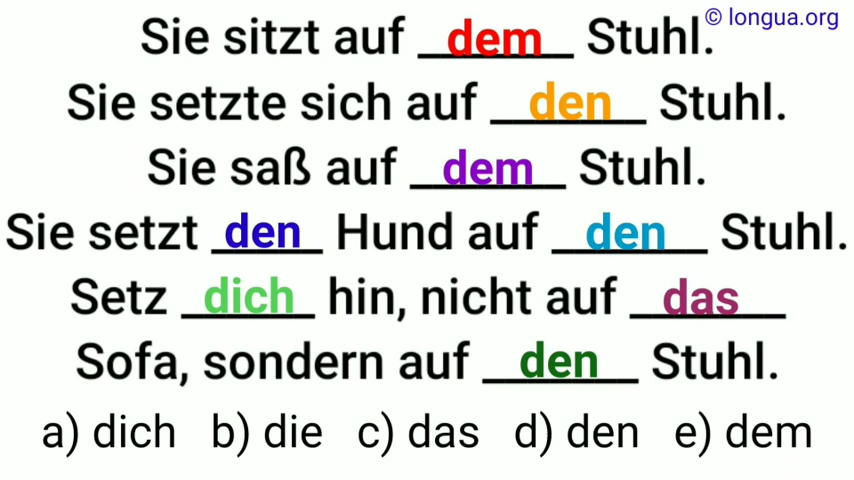 © longua.org
Sie sitzt auf dem Stuhl.
Sie setzte sich auf den Stuhl.
Sie saß auf dem Stuhl.
Sie setzt den Hund auf den Stuhl.
Setz dich hin, nicht auf das
Sofa, sondern auf den Stuhl.
a) dich b) die c) das d) den e) dem